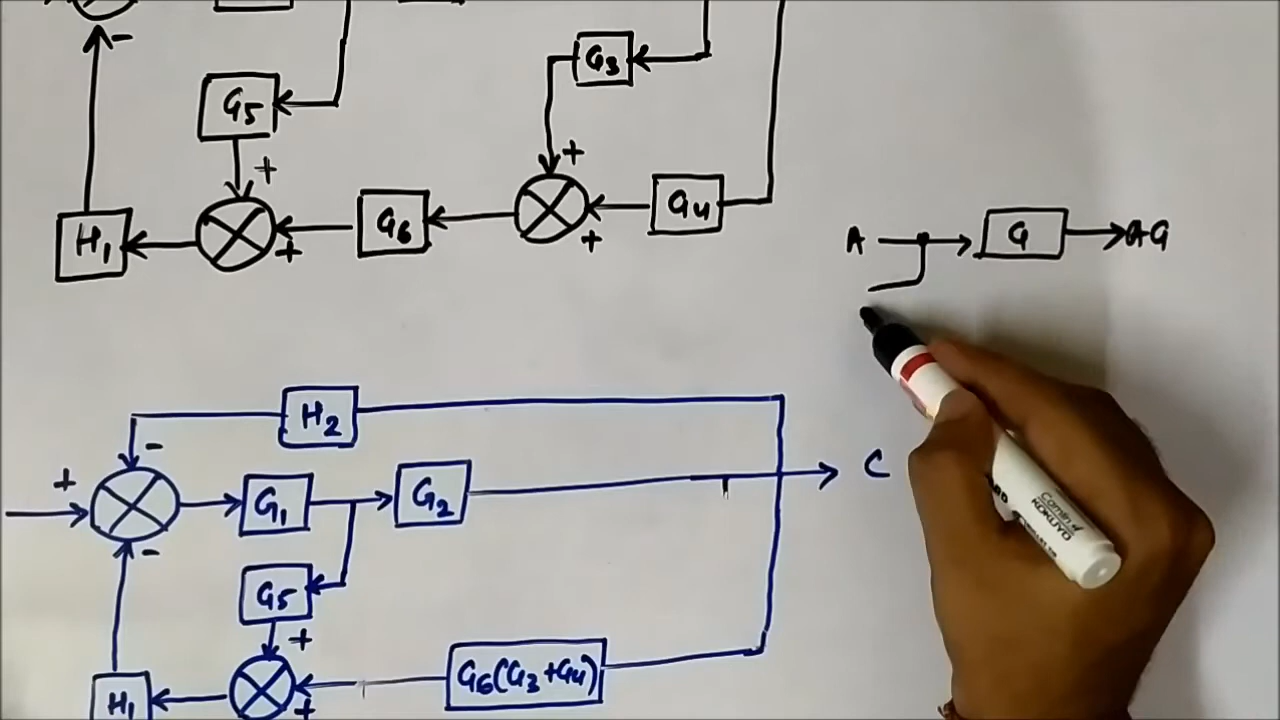 -
G3
G5
+
+
G6
G4
H1
+
+
A
G
AG
H2
-
+
G1
G2
C
-
G5
+
G6(G3+G4)
H1
+
Camlin
KOKUYO